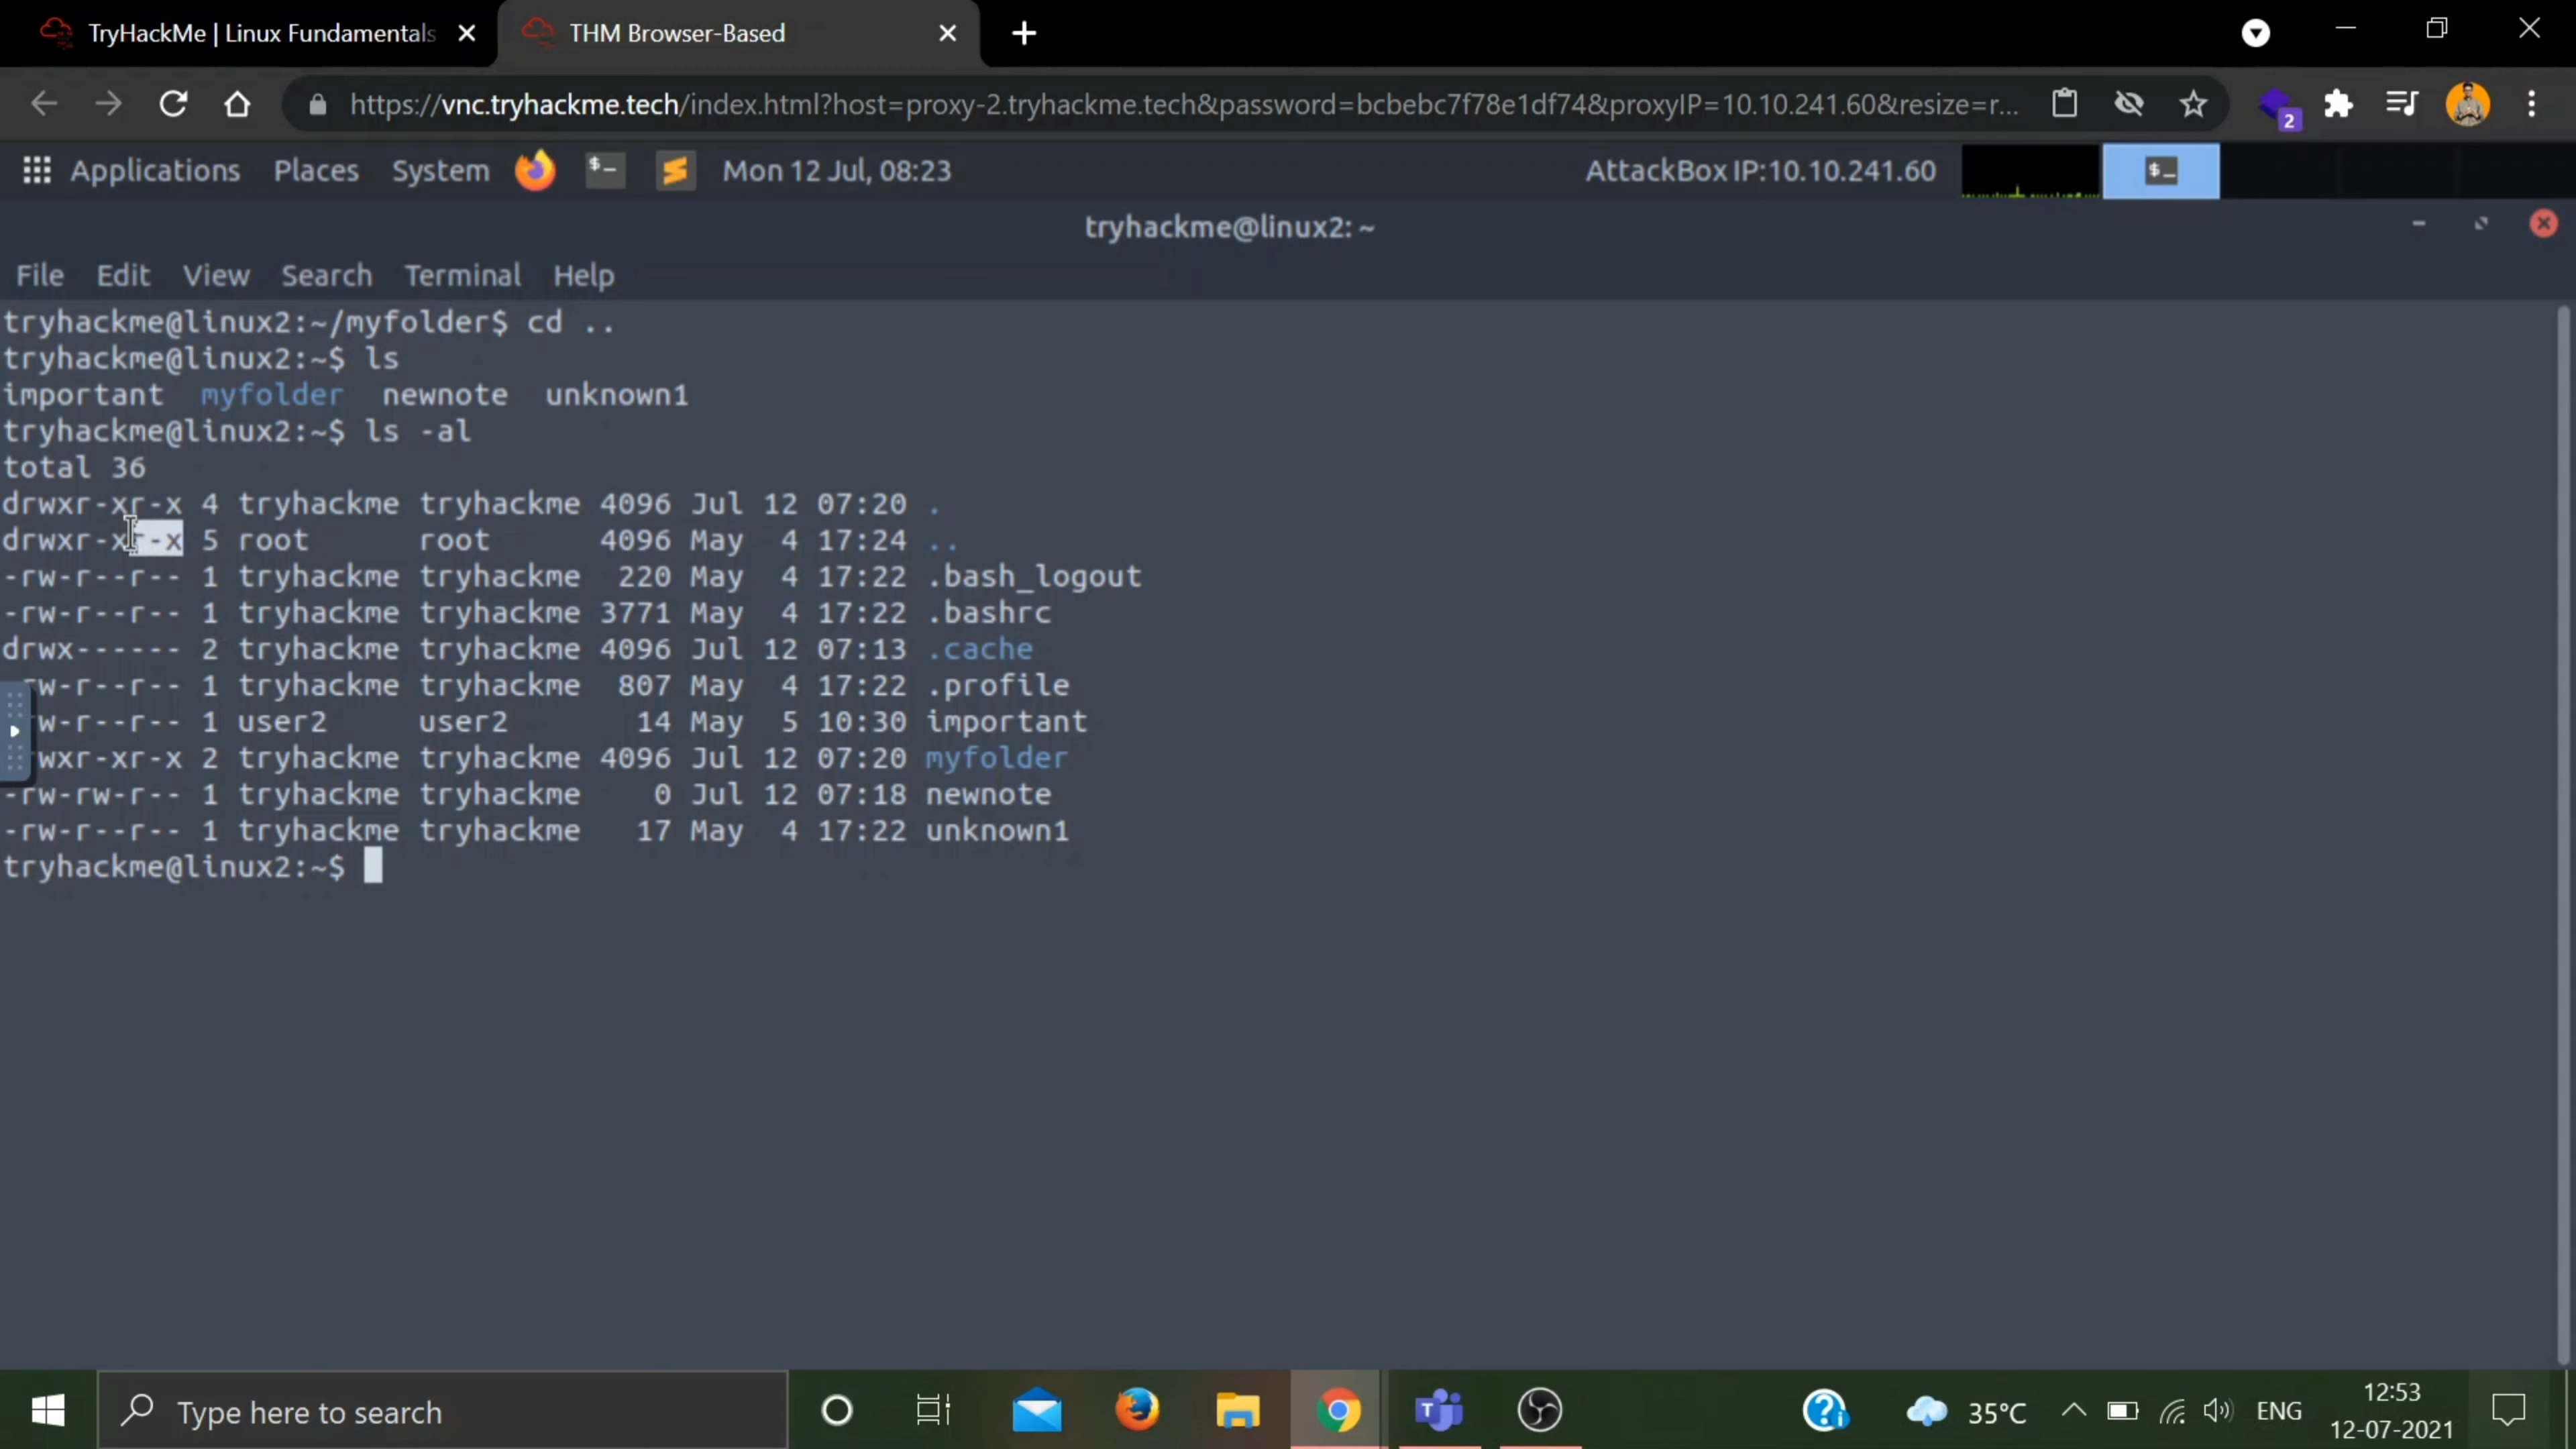 TryHackMe | Linux Fundamentals
THM Browser-Based
https://vnc.tryhackme.tech/index.html?host=proxy-2.tryhackme.tech&password=bcbebc7f78e1df74&proxyIP=10.10.241.60&resize=r...
2
Applications Places System $_ Mon 12 Jul, 08:23 AttackBox IP:10.10.241.60 $_
tryhackme@linux2: ~
File Edit View Search Terminal Help
tryhackme@linux2:~/myfolder$ cd ..
tryhackme@linux2:~$ ls
important myfolder newnote unknown1
tryhackme@linux2:~$ ls -al
total 36
drwxr-xr-x 4 tryhackme tryhackme 4096 Jul 12 07:20 .
drwxr-xr-x 5 root root 4096 May 4 17:24 ..
-rw-r--r-- 1 tryhackme tryhackme 220 May 4 17:22 .bash_logout
-rw-r--r-- 1 tryhackme tryhackme 3771 May 4 17:22 .bashrc
drwx------ 2 tryhackme tryhackme 4096 Jul 12 07:13 .cache
rw-r--r-- 1 tryhackme tryhackme 807 May 4 17:22 .profile
rw-r--r-- 1 user2 user2 14 May 5 10:30 important
rwxr-xr-x 2 tryhackme tryhackme 4096 Jul 12 07:20 myfolder
-rw-rw-r-- 1 tryhackme tryhackme 0 Jul 12 07:18 newnote
-rw-r--r-- 1 tryhackme tryhackme 17 May 4 17:22 unknown1
tryhackme@linux2:~$
Type here to search
35°C
ENG
12:53
12-07-2021